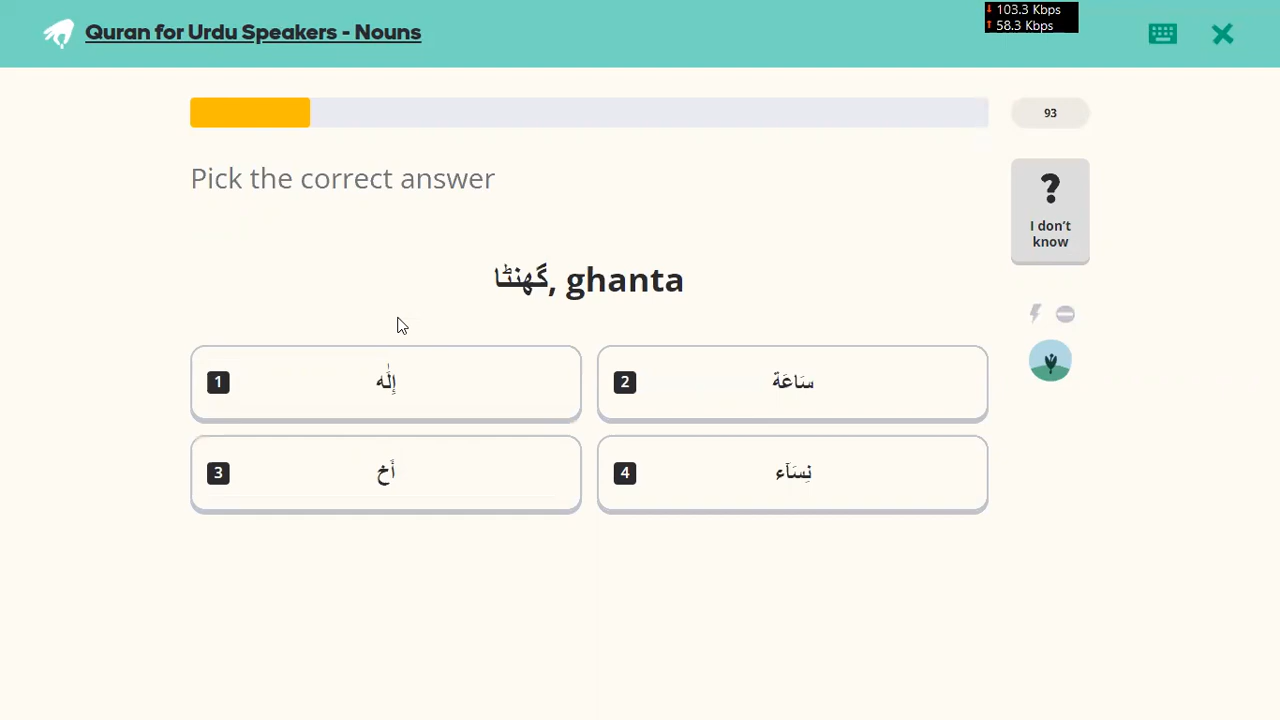 Quran for Urdu Speakers - Nouns
103.3 Kbps
58.3 Kbps
93
Pick the correct answer
?
I don't
know
گھنٹا, ghanta
1 إِلَٰه
2 سَاعَة
3 أَخ
4 نِسَآء